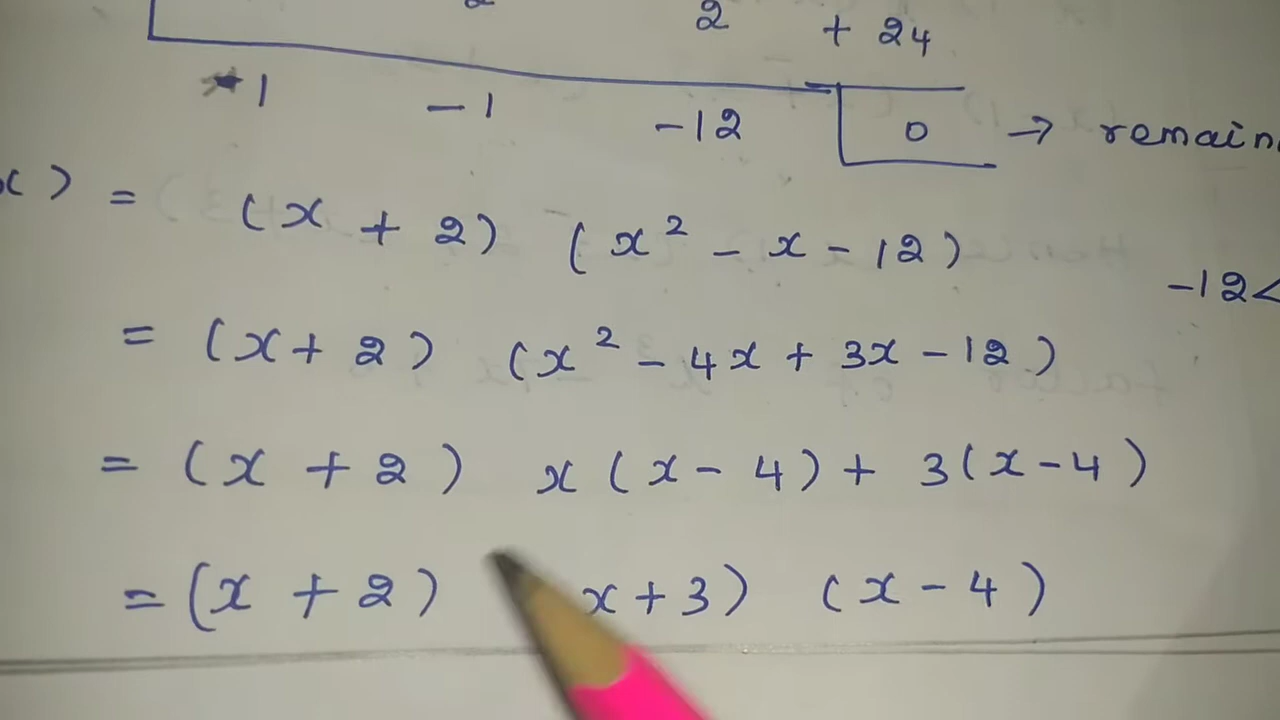 2 + 24
1 -1 -12 0 → remain
x) = (x + 2) (x² - x - 12)
-12<
= (x + 2) (x² - 4x + 3x - 12)
= (x + 2) x (x - 4) + 3 (x - 4)
= (x + 2) x + 3) (x - 4)